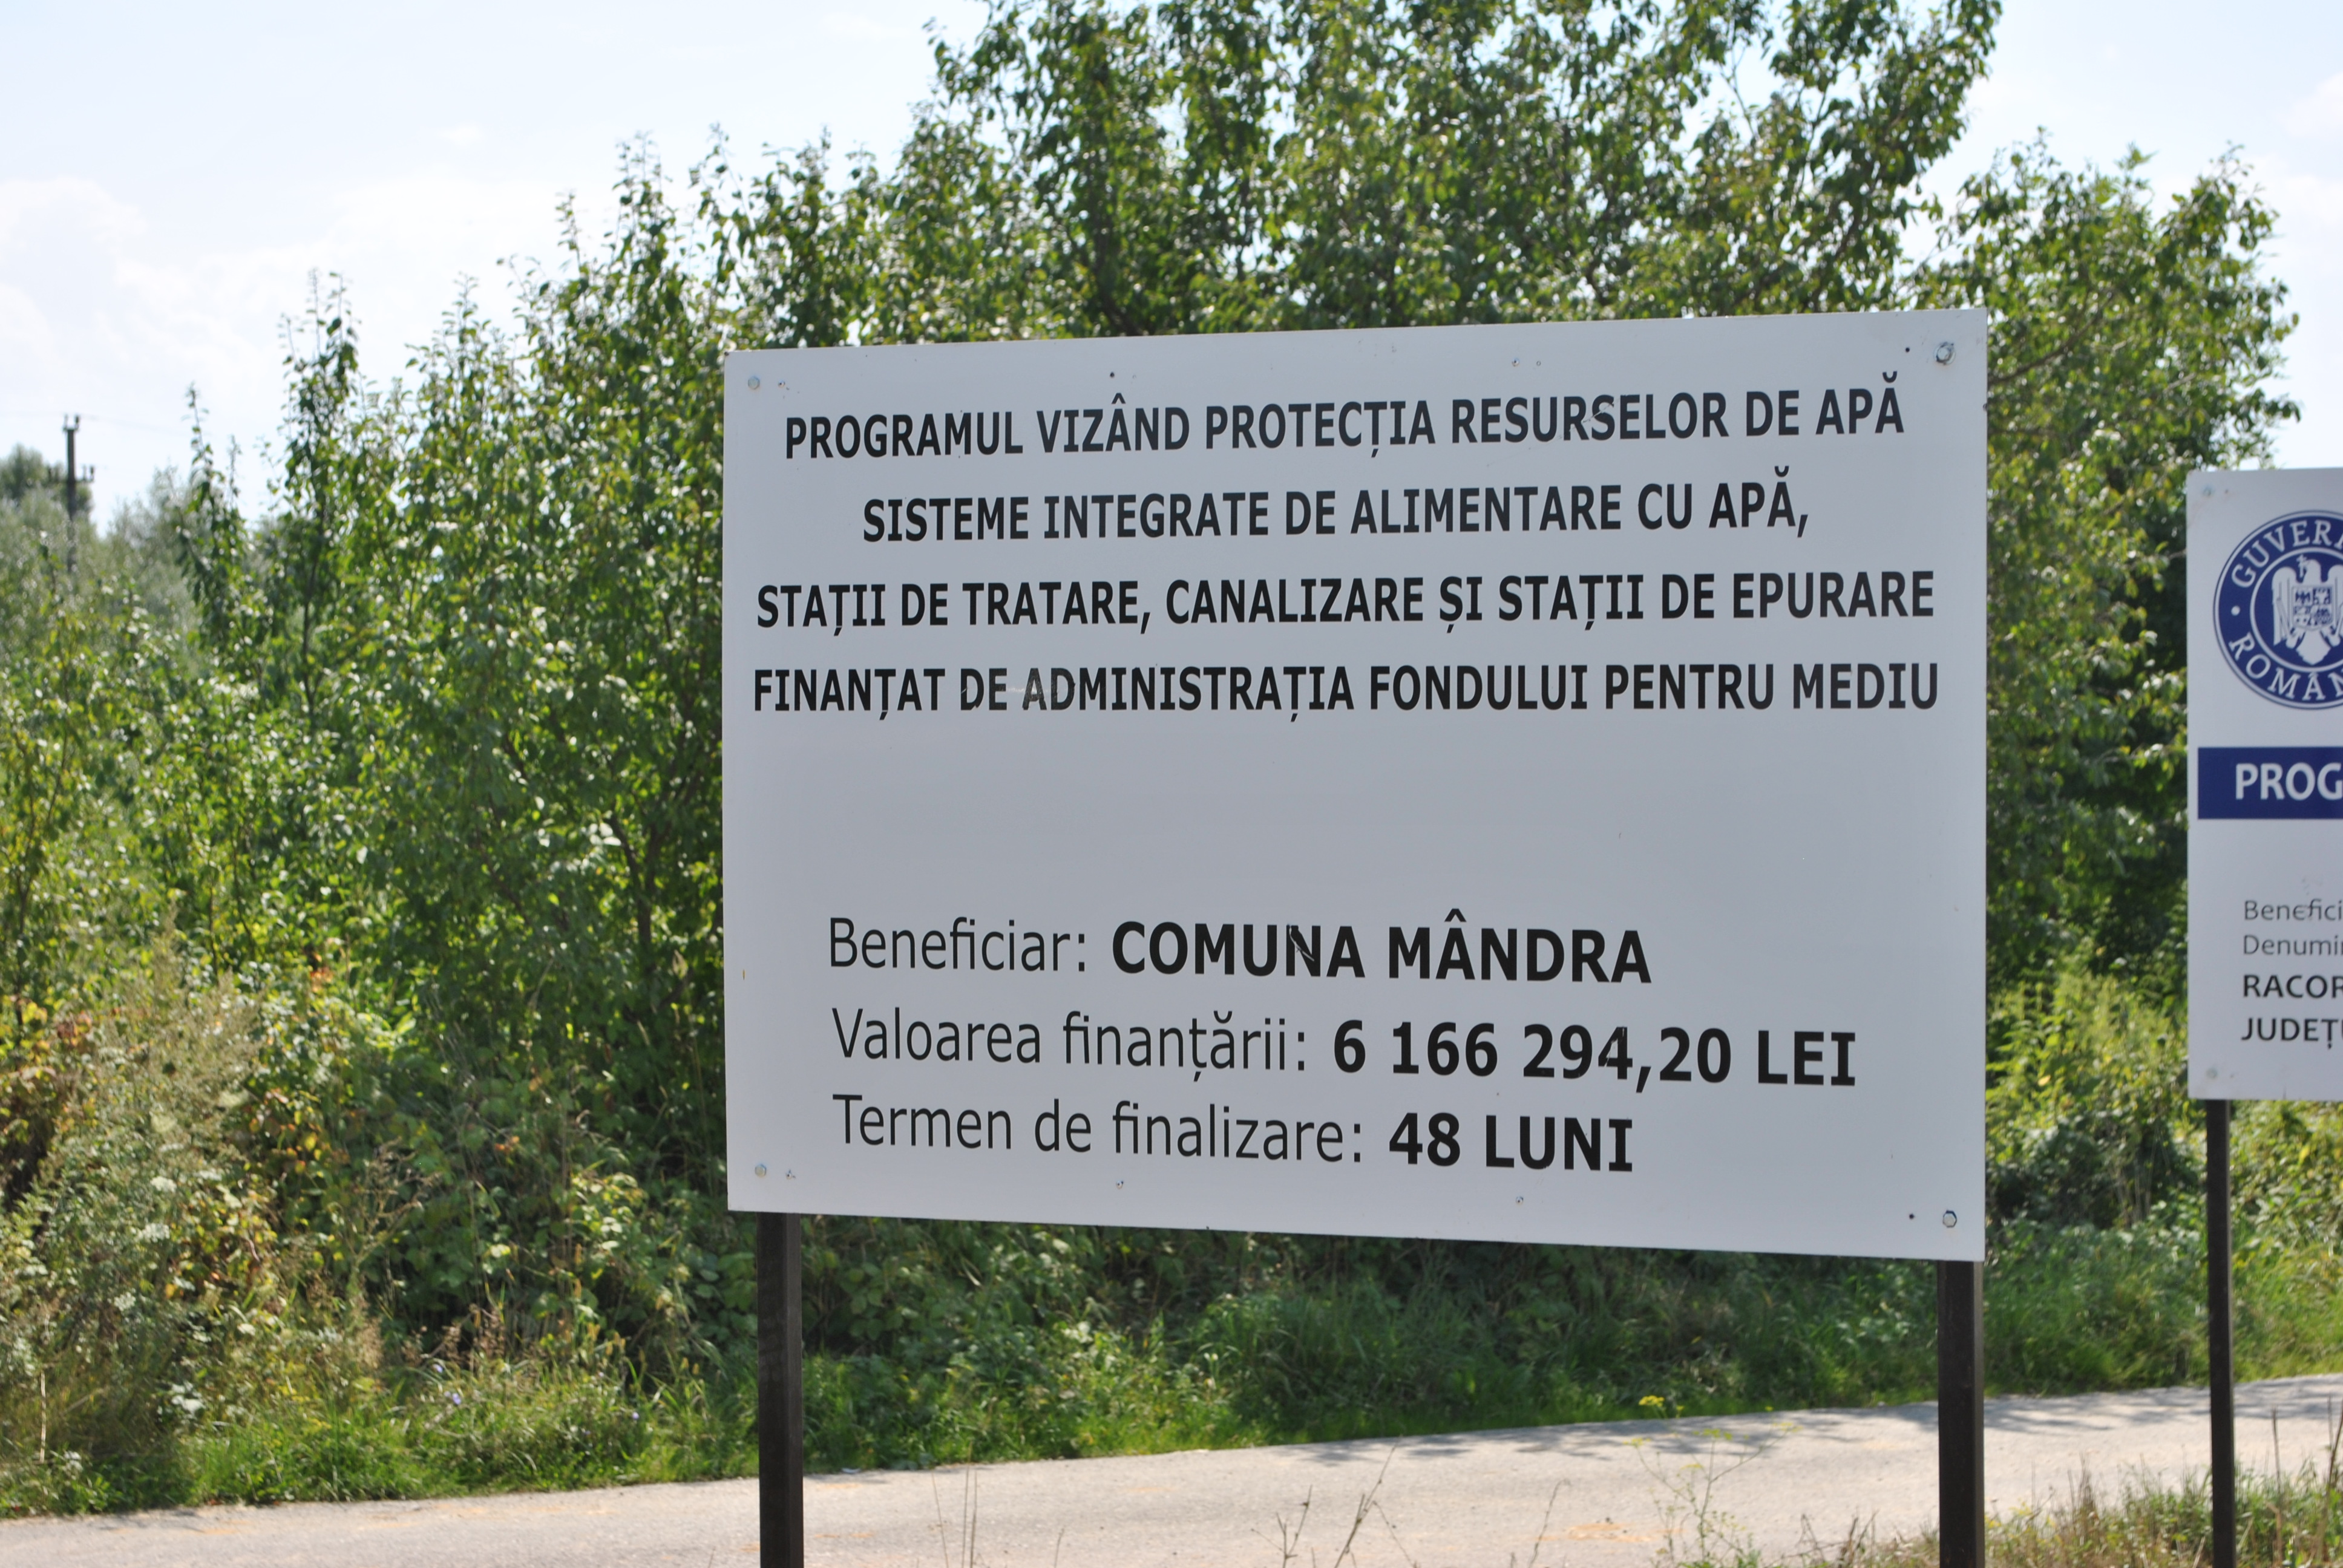 PROGRAMUL VIZÂND PROTECȚIA RESURSELOR DE APĂ
SISTEME INTEGRATE DE ALIMENTARE CU APĂ,
STAȚII DE TRATARE, CANALIZARE ȘI STAȚII DE EPURARE
FINANȚAT DE ADMINISTRAȚIA FONDULUI PENTRU MEDIU
Beneficiar: COMUNA MÂNDRA
Valoarea finanțării: 6 166 294,20 LEI
Termen de finalizare: 48 LUNI